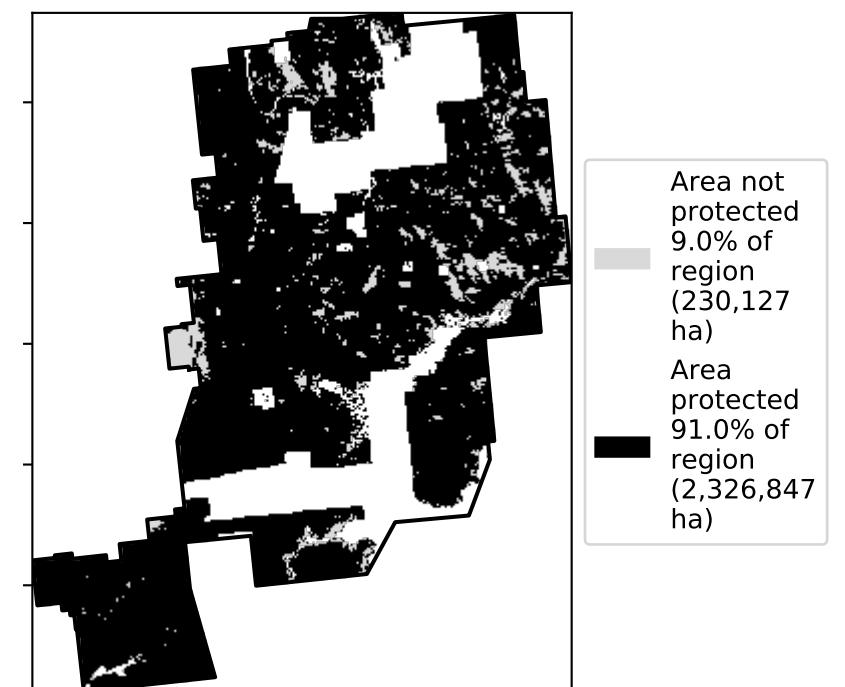 Area not
protected
9.0% of
region
(230,127
ha)
Area
protected
91.0% of
region
(2,326,847
ha)